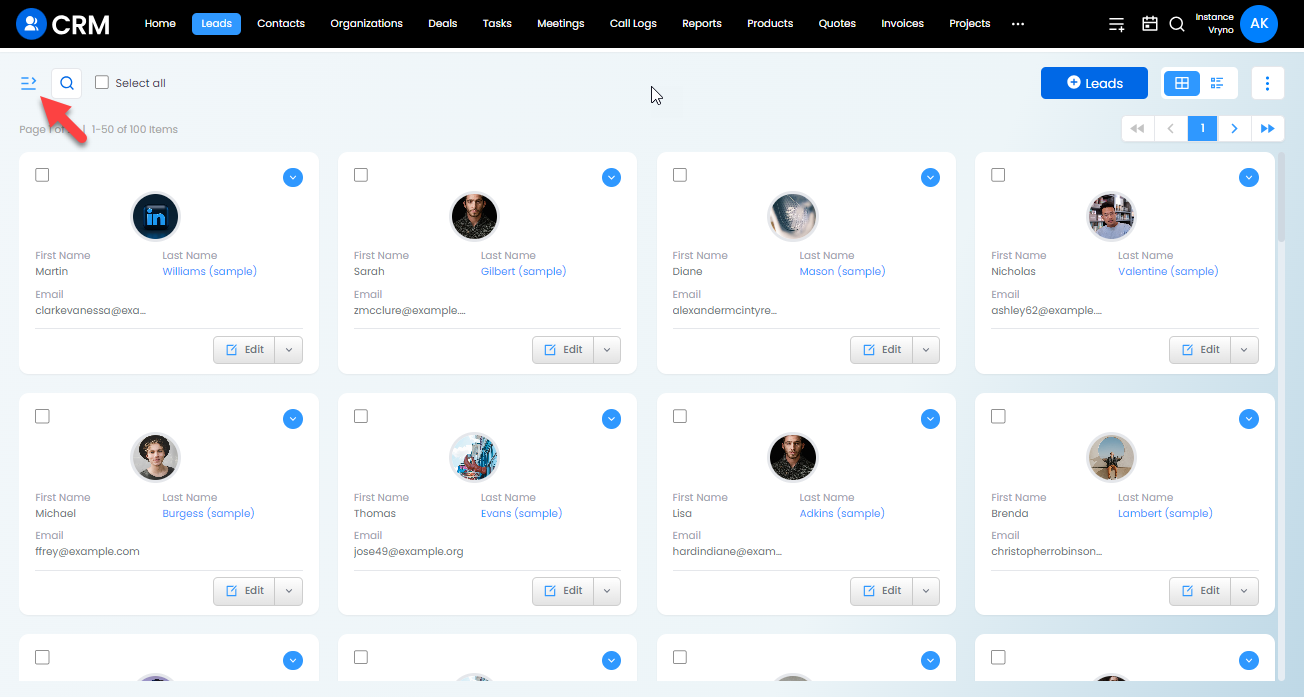 CRM Home Leads Contacts Organizations Deals Tasks Meetings Call Logs Reports Products Quotes Invoices Projects Instance Vryno AK
Select all
Leads
Page 1 of | 1-50 of 100 Items
1
First Name Last Name First Name Last Name First Name Last Name First Name Last Name
Martin Williams (sample) Sarah Gilbert (sample) Diane Mason (sample) Nicholas Valentine (sample)
Email Email Email Email
clarkevanessa@exa... zmcclure@example.... alexandermcintyre... ashley62@example....
Edit Edit Edit Edit
First Name Last Name First Name Last Name First Name Last Name First Name Last Name
Michael Burgess (sample) Thomas Evans (sample) Lisa Adkins (sample) Brenda Lambert (sample)
Email Email Email Email
ffrey@example.com jose49@example.org hardindiane@exam... christopherrobinson...
Edit Edit Edit Edit